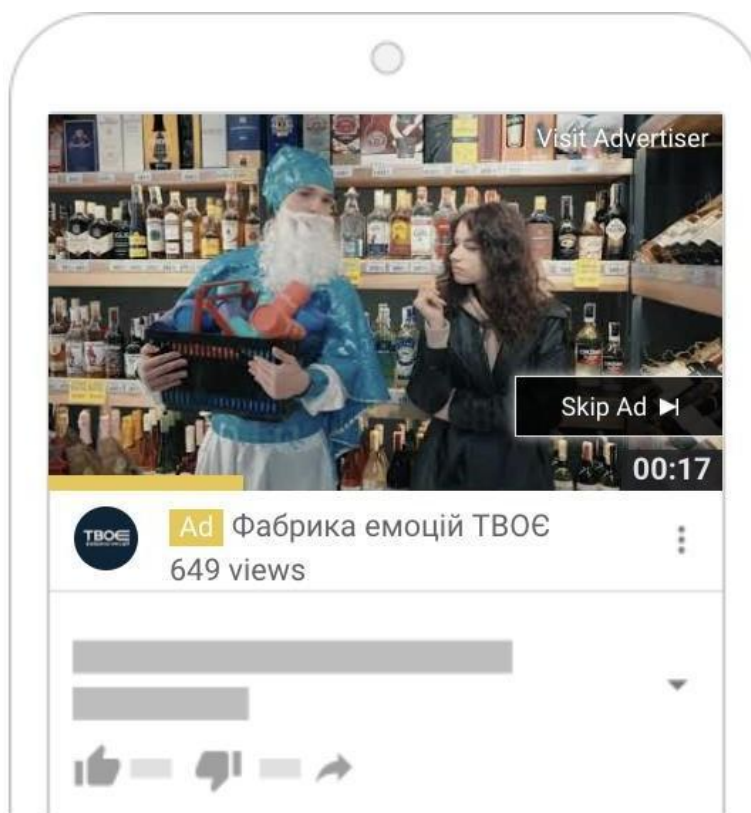 Visit Advertiser
Skip Ad
00:17
ТВОЄ
Ad Фабрика емоцій ТВОЄ
649 views